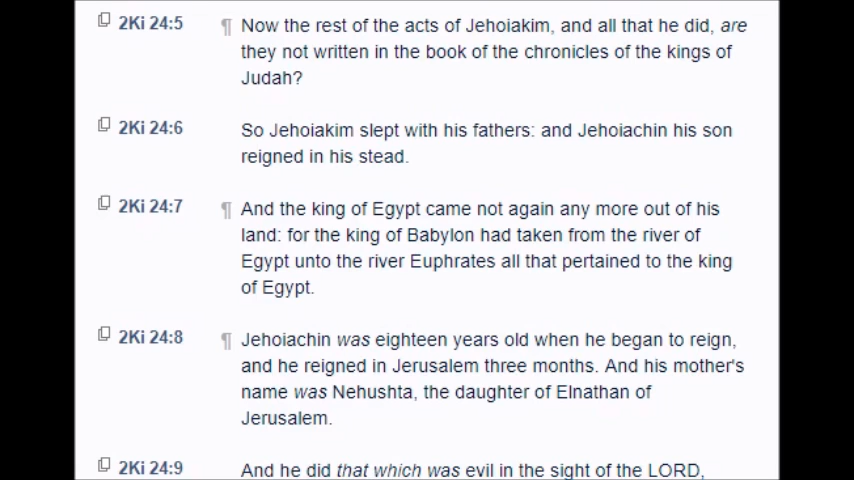 2Ki 24:5 ¶ Now the rest of the acts of Jehoiakim, and all that he did, are
they not written in the book of the chronicles of the kings of
Judah?
2Ki 24:6 So Jehoiakim slept with his fathers: and Jehoiachin his son
reigned in his stead.
2Ki 24:7 ¶ And the king of Egypt came not again any more out of his
land: for the king of Babylon had taken from the river of
Egypt unto the river Euphrates all that pertained to the king
of Egypt.
2Ki 24:8 ¶ Jehoiachin was eighteen years old when he began to reign,
and he reigned in Jerusalem three months. And his mother's
name was Nehushta, the daughter of Elnathan of
Jerusalem.
2Ki 24:9 And he did that which was evil in the sight of the LORD,